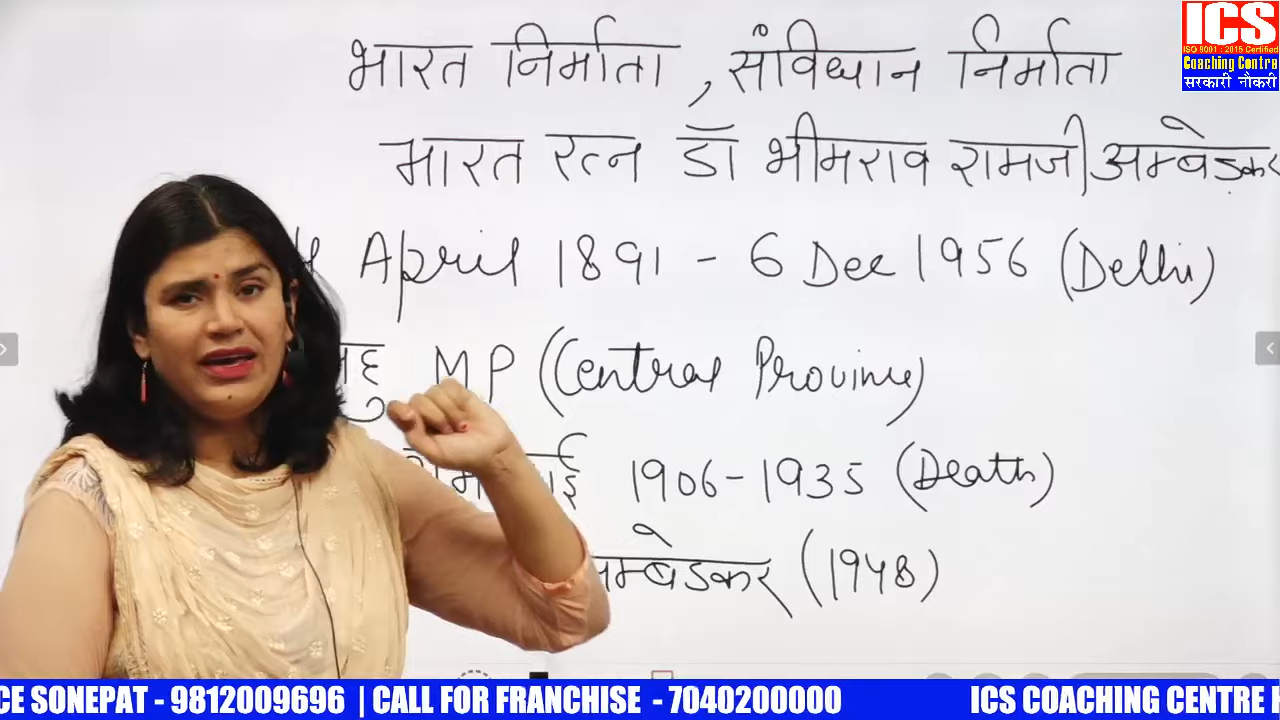 भारत निर्माता , संविधान निर्माता
भारत रत्न डॉ भीमराव रामजी अम्बेड़कर
April 1891 - 6 Dec 1956 (Delhi)
MP (Central Province)
1906-1935 (Death)
अम्बेडकर (1948)
ICS
ISO 9001 : 2015 Certified
Coaching Centre
सरकारी नौकरी
CE SONEPAT - 9812009696 | CALL FOR FRANCHISE - 7040200000 ICS COACHING CENTRE